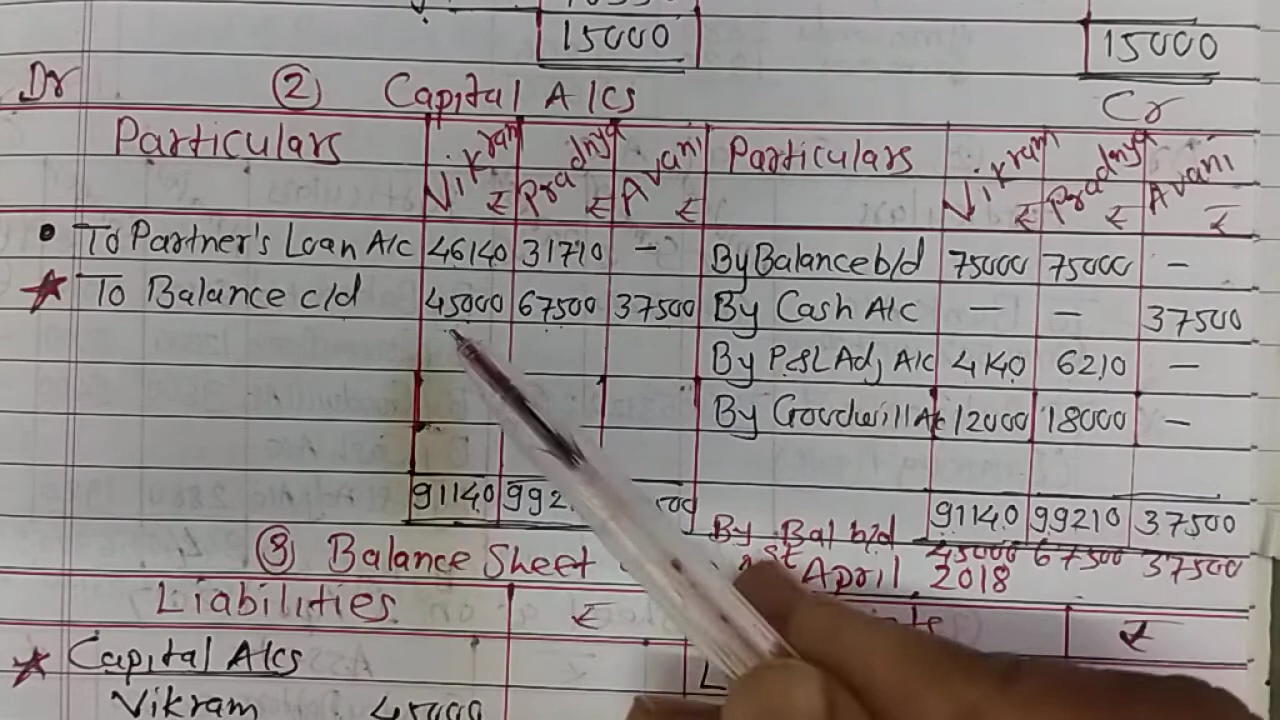 15000 15000
Dr ② Capital A/cs Cr
Particulars Vikram ₹ Pradnya ₹ Avani ₹ Particulars Vikram ₹ Pradnya ₹ Avani ₹
To Partner's Loan A/c 46140 31710 — By Balance b/d 75000 75000 —
To Balance c/d 45000 67500 37500 By Cash A/c — — 37500
By P&L Adj A/c 4140 6210 —
By Goodwill A/c 12000 18000 —
91140 91140 99210 37500
By Bal b/d 45000 67500 37500
③ Balance Sheet April 2018
Liabilities ₹ ₹
Capital A/cs
Vikram 45000